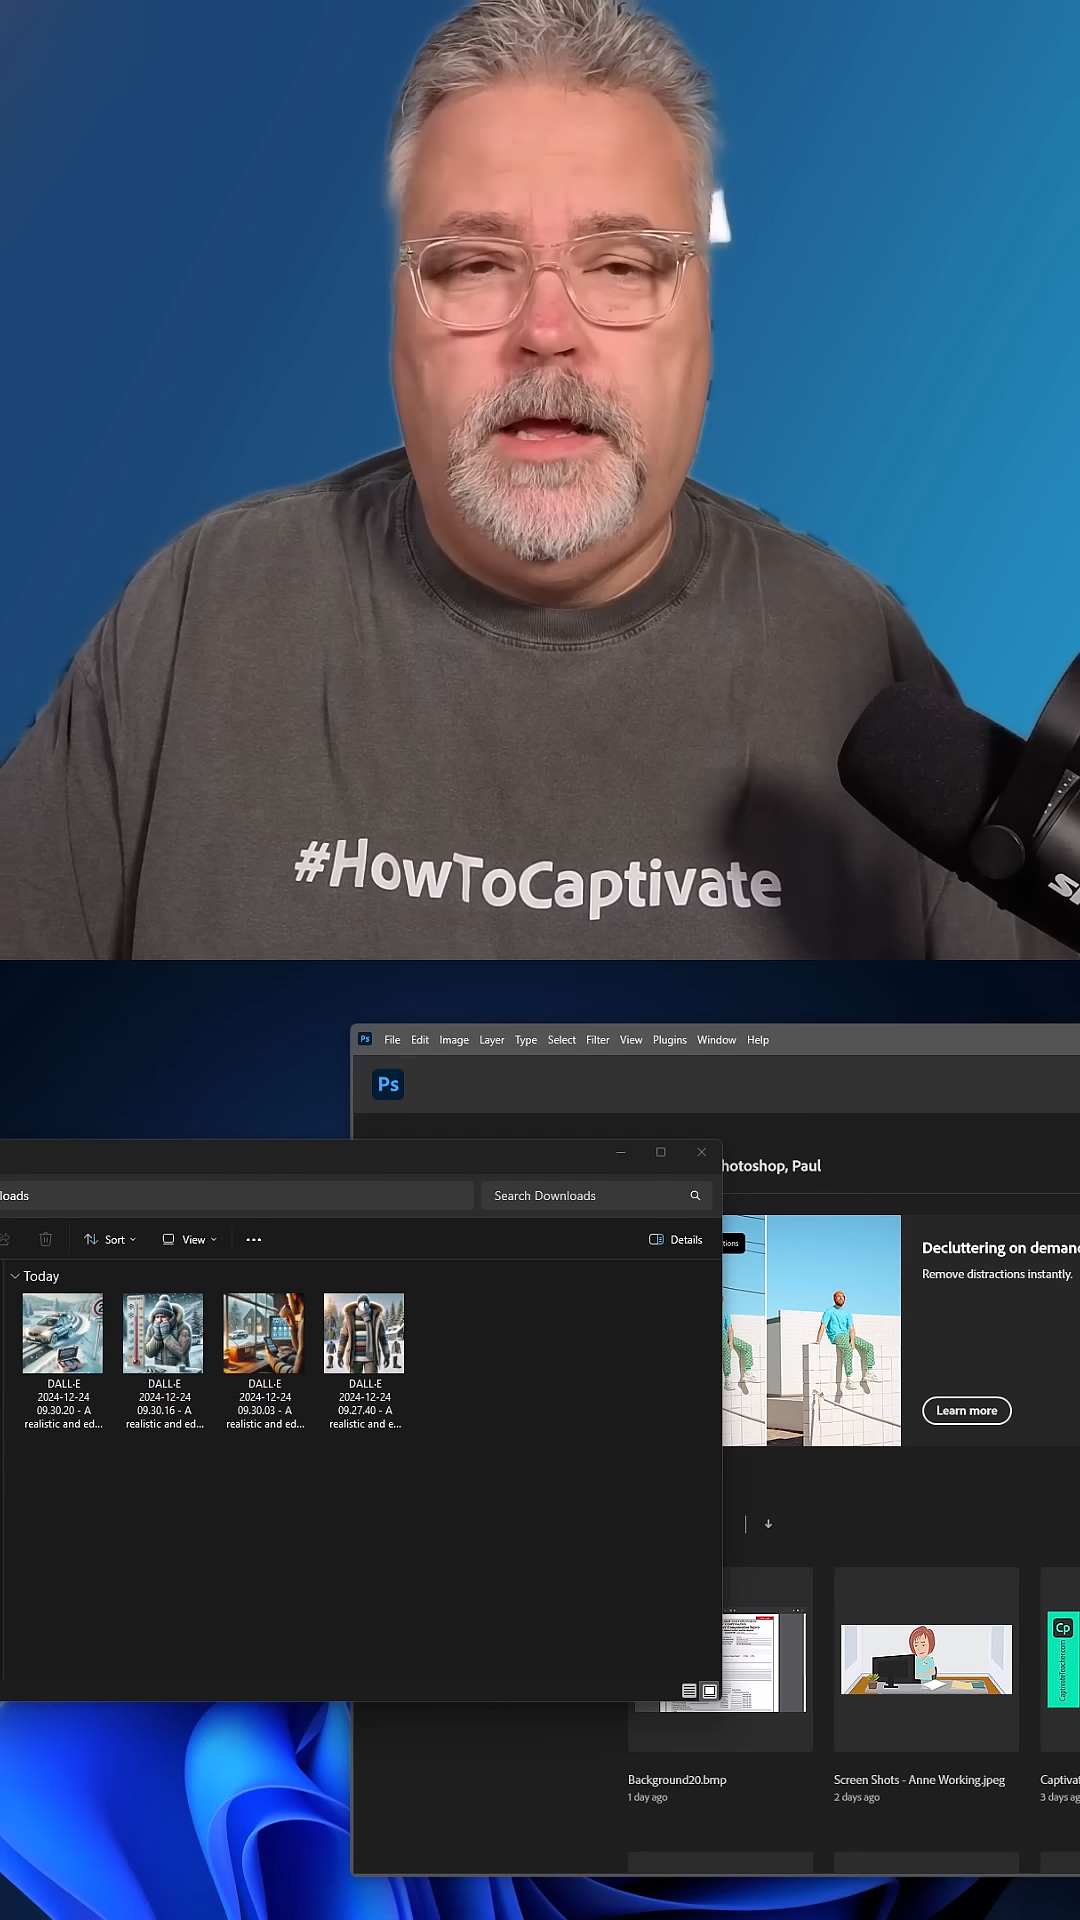 #HowToCaptivate
Ps File Edit Image Layer Type Select Filter View Plugins Window Help
Ps
hotoshop, Paul
loads
Search Downloads
Sort
View
Details
Today
DALL·E
2024-12-24
09.30.20 - A
realistic and ed...
DALL·E
2024-12-24
09.30.16 - A
realistic and ed...
DALL·E
2024-12-24
09.30.03 - A
realistic and ed...
DALL·E
2024-12-24
09.27.40 - A
realistic and e...
tions
Decluttering on deman
Remove distractions instantly.
Learn more
Cp
CaptivateTeacher.com
Background20.bmp
1 day ago
Screen Shots - Anne Working.jpeg
2 days ago
Captivat
3 days ag